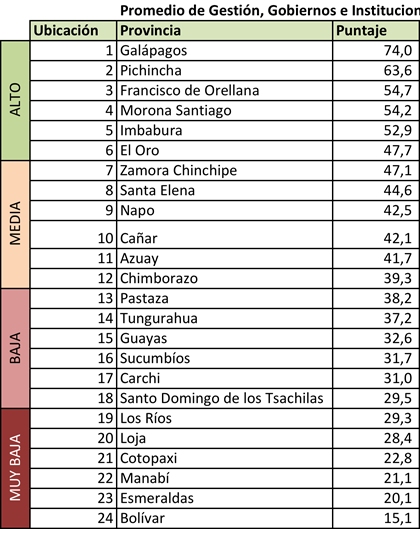 Promedio de Gestión, Gobiernos e Institucion
Ubicación Provincia Puntaje
ALTO
1 Galápagos 74,0
2 Pichincha 63,6
3 Francisco de Orellana 54,7
4 Morona Santiago 54,2
5 Imbabura 52,9
6 El Oro 47,7
MEDIA
7 Zamora Chinchipe 47,1
8 Santa Elena 44,6
9 Napo 42,5
10 Cañar 42,1
11 Azuay 41,7
12 Chimborazo 39,3
BAJA
13 Pastaza 38,2
14 Tungurahua 37,2
15 Guayas 32,6
16 Sucumbíos 31,7
17 Carchi 31,0
18 Santo Domingo de los Tsachilas 29,5
MUY BAJA
19 Los Ríos 29,3
20 Loja 28,4
21 Cotopaxi 22,8
22 Manabí 21,1
23 Esmeraldas 20,1
24 Bolívar 15,1